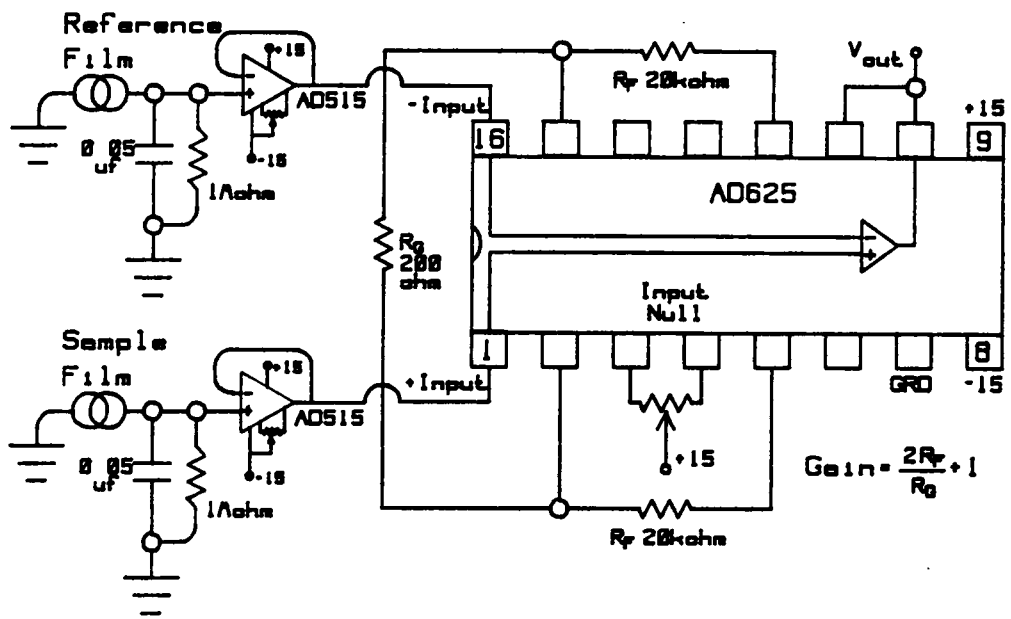 Reference
Film
+15
AD515
-15
0 05
uf
1Λohm
-Input
RF 20kohm
Vout
+15
16
9
AD625
RG
200
ohm
Input
Null
Sample
Film
+15
AD515
-15
0 05
uf
1Λohm
+Input
1
8
GRD
-15
+15
Gain= 2RF/RG + 1
RF 20kohm